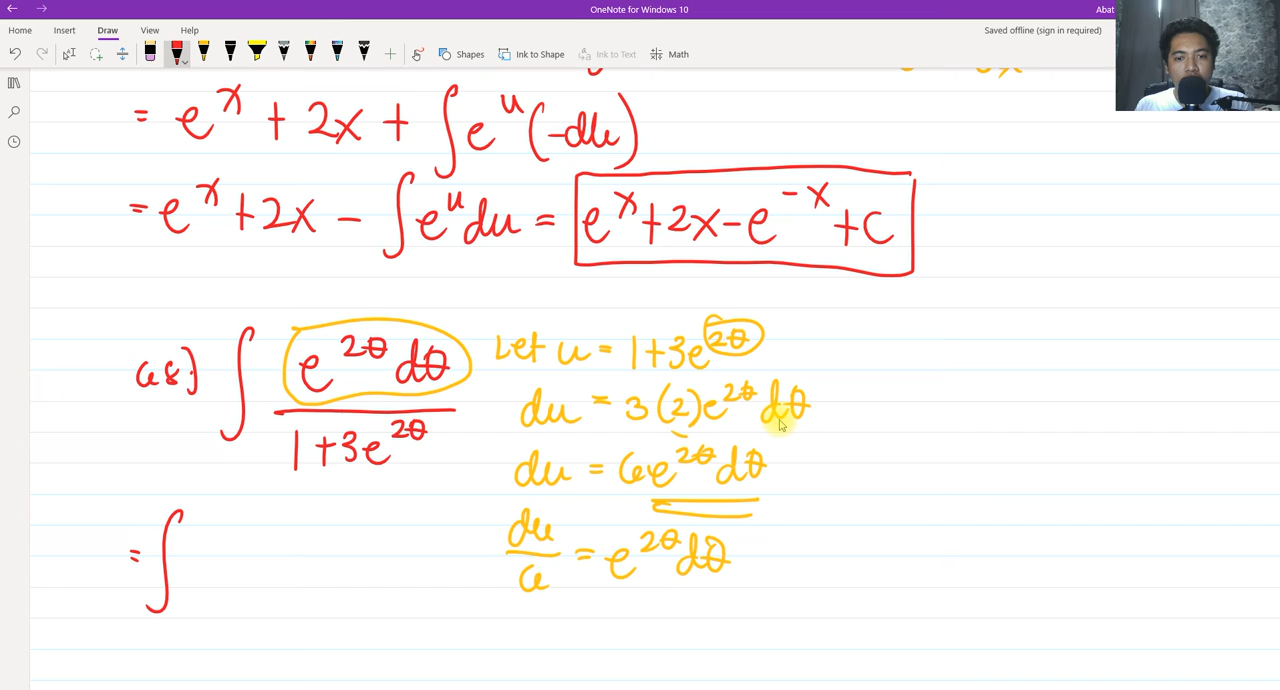 OneNote for Windows 10
Abat
Home Insert Draw View Help
Saved offline (sign in required)
Shapes Ink to Shape Ink to Text Math
= e^x + 2x + ∫ e^u (-du)
= e^x + 2x - ∫ e^u du = e^x + 2x - e^{-x} + C
68.) ∫ e^{2θ} dθ / 1 + 3e^{2θ}
Let u = 1 + 3e^{2θ}
du = 3(2)e^{2θ} dθ
du = 6e^{2θ} dθ
du/6 = e^{2θ} dθ
= ∫